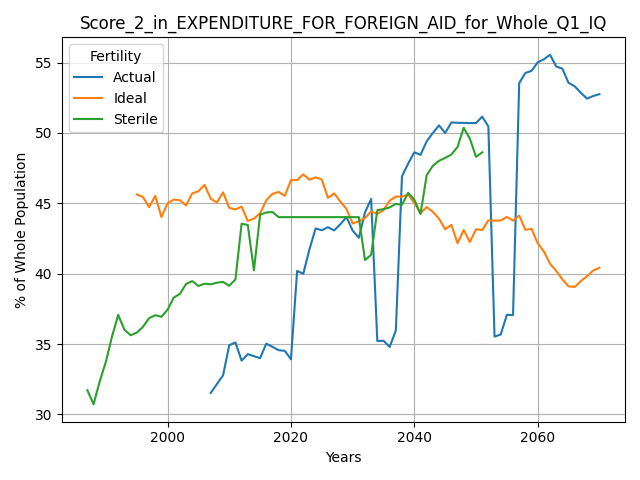 Score_2_in_EXPENDITURE_FOR_FOREIGN_AID_for_Whole_Q1_IQ
Fertility
Actual
Ideal
Sterile
55
50
45
40
35
30
% of Whole Population
2000
2020
2040
2060
Years